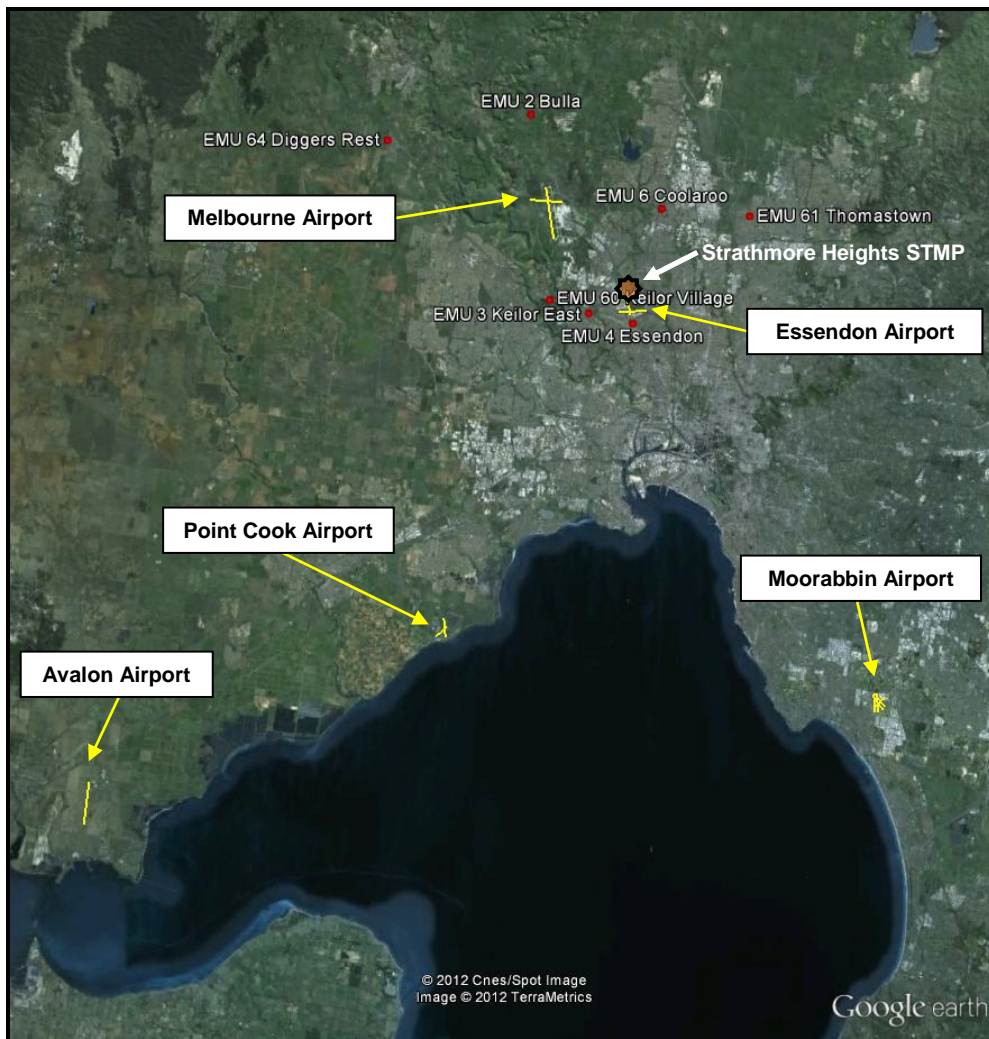 EMU 2 Bulla
EMU 64 Diggers Rest
EMU 6 Coolaroo
Melbourne Airport
EMU 61 Thomastown
Strathmore Heights STMP
EMU 60 Keilor Village
EMU 3 Keilor East
Essendon Airport
EMU 4 Essendon
Point Cook Airport
Moorabbin Airport
Avalon Airport
© 2012 Cnes/Spot Image
Image © 2012 TerraMetrics
Google earth